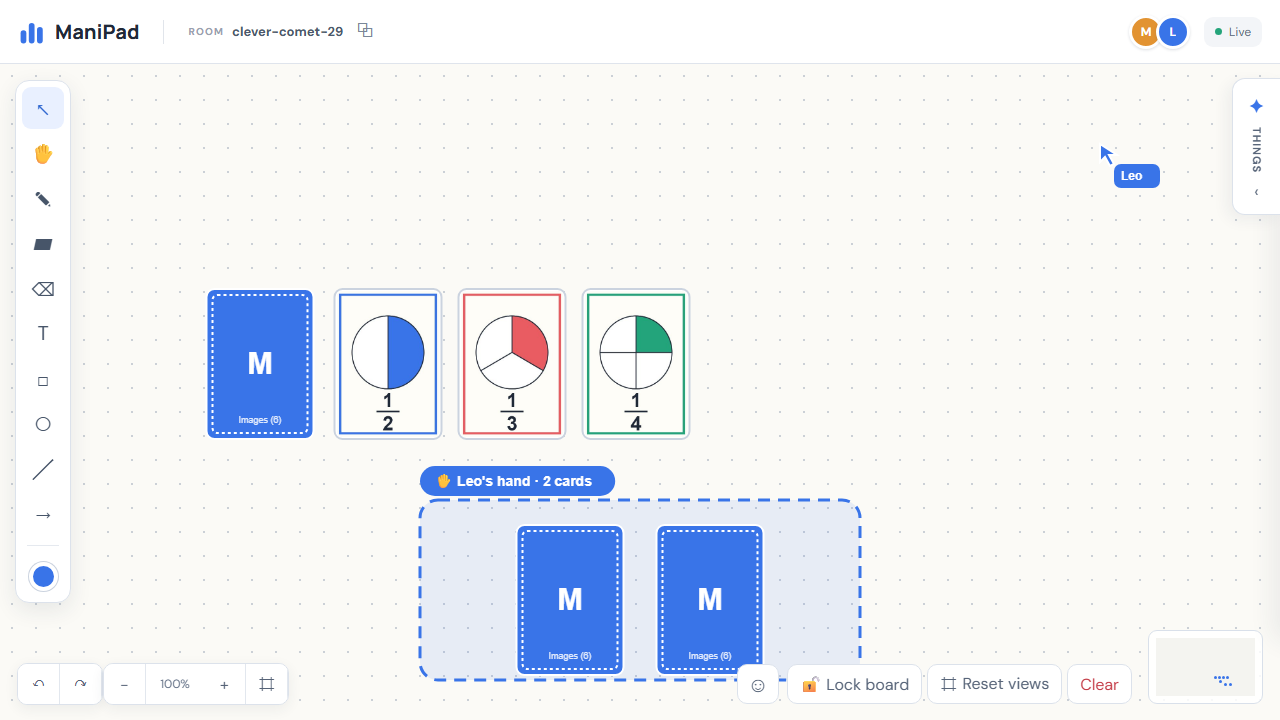 ManiPad
ROOM clever-comet-29
M L
Live
THINGS
Leo
M
Images (6)
1
2
1
3
1
4
Leo's hand · 2 cards
M
Images (6)
M
Images (6)
T
100%
Lock board
Reset views
Clear